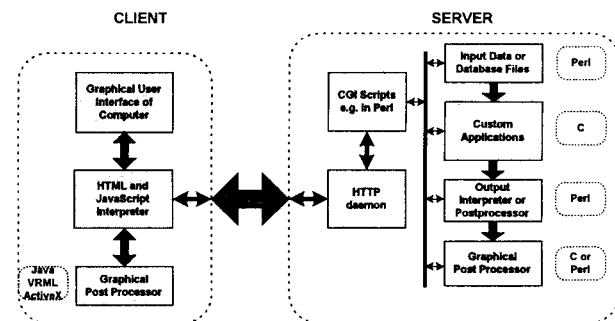 CLIENT
SERVER
Graphical User
Interface of
Computer
HTML and
JavaScript
Interpreter
Java
VRML
ActiveX
Graphical
Post Processor
CGI Scripts
e.g. in Perl
HTTP
daemon
Input Data or
Database Files
Perl
Custom
Applications
C
Output
Interpreter or
Postprocessor
Perl
Graphical
Post Processor
C or
Perl